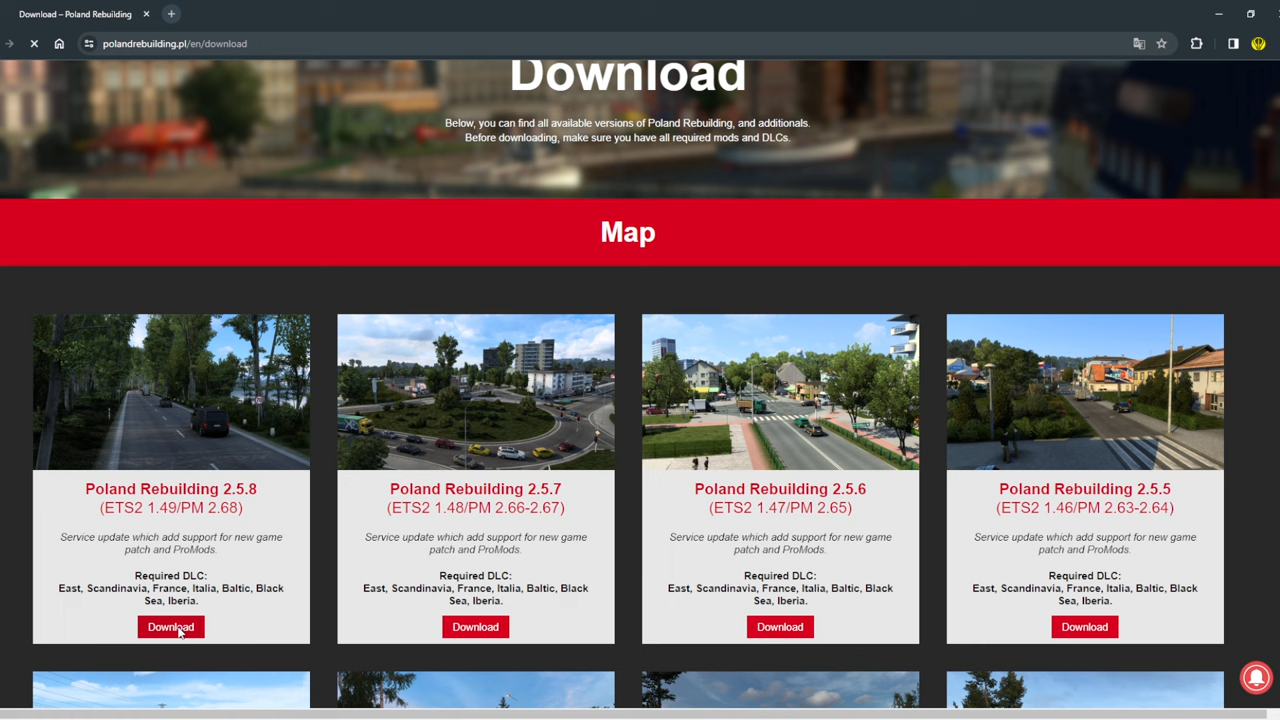 Download – Poland Rebuilding
polandrebuilding.pl/en/download
Download
Below, you can find all available versions of Poland Rebuilding, and additionals.
Before downloading, make sure you have all required mods and DLCs.
Map
Poland Rebuilding 2.5.8
(ETS2 1.49/PM 2.68)
Service update which add support for new game
patch and ProMods.
Required DLC:
East, Scandinavia, France, Italia, Baltic, Black
Sea, Iberia.
Download
Poland Rebuilding 2.5.7
(ETS2 1.48/PM 2.66-2.67)
Service update which add support for new game
patch and ProMods.
Required DLC:
East, Scandinavia, France, Italia, Baltic, Black
Sea, Iberia.
Download
Poland Rebuilding 2.5.6
(ETS2 1.47/PM 2.65)
Service update which add support for new game
patch and ProMods.
Required DLC:
East, Scandinavia, France, Italia, Baltic, Black
Sea, Iberia.
Download
Poland Rebuilding 2.5.5
(ETS2 1.46/PM 2.63-2.64)
Service update which add support for new game
patch and ProMods.
Required DLC:
East, Scandinavia, France, Italia, Baltic, Black
Sea, Iberia.
Download